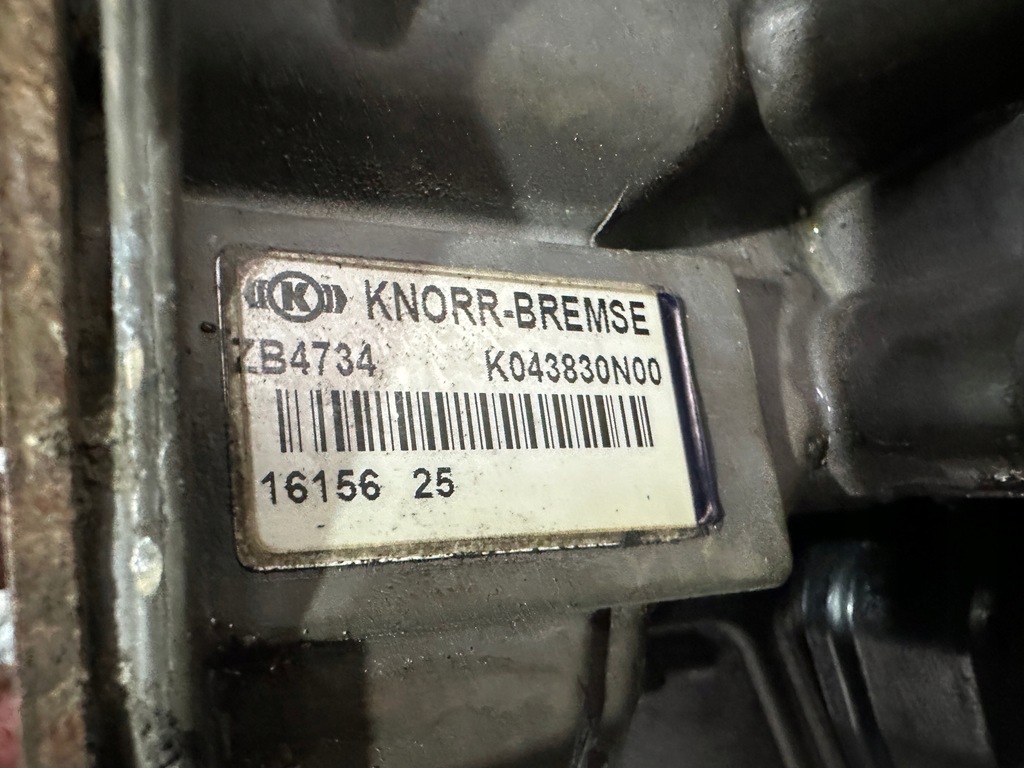 K KNORR-BREMSE
ZB4734 K043830N00
16156 25